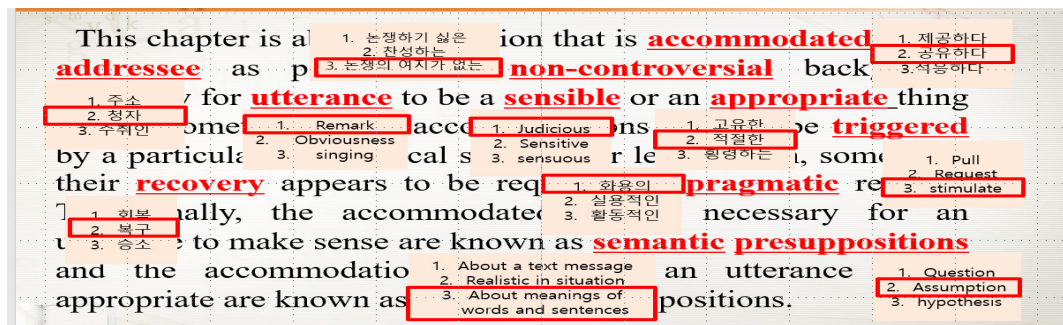 This chapter is al ion that is accommodated
addressee as p non-controversial back
y for utterance to be a sensible or an appropriate thing
ome acco ons be triggered
by a particula cal s r le , som
their recovery appears to be req pragmatic re
nally, the accommodate necessary for an
to make sense are known as semantic presuppositions
and the accommodatio an utterance
appropriate are known as positions.
1. 논쟁하기 싫은
2. 찬성하는
3. 논쟁의 여지가 없는
1. 제공하다
2. 공유하다
3. 적응하다
1. 주소
2. 청자
3. 수취인
1. Remark
2. Obviousness
3. singing
1. Judicious
2. Sensitive
3. sensuous
1. 고유한
2. 적절한
3. 횡령하는
1. Pull
2. Request
3. stimulate
1. 회복
2. 복구
3. 승소
1. 화용의
2. 실용적인
3. 활동적인
1. About a text message
2. Realistic in situation
3. About meanings of
words and sentences
1. Question
2. Assumption
3. hypothesis